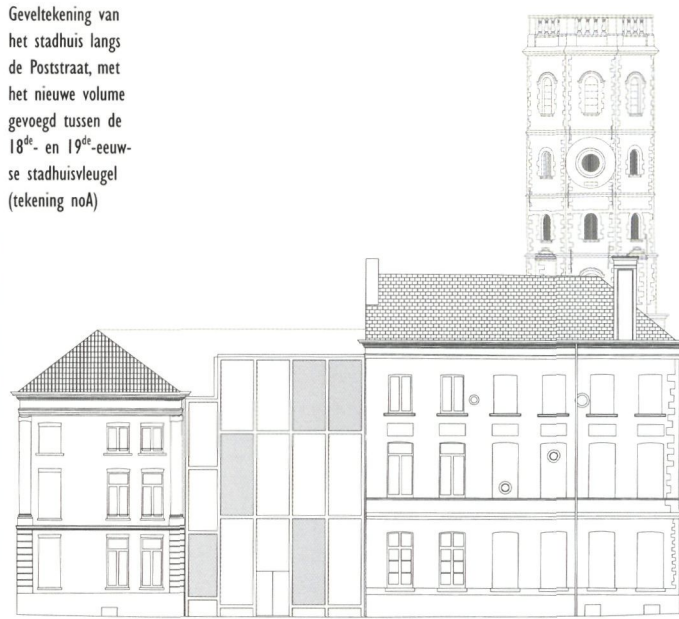 Geveltekening van
het stadhuis langs
de Poststraat, met
het nieuwe volume
gevoegd tussen de
18de- en 19de-eeuw-
se stadhuisvleugel
(tekening noA)